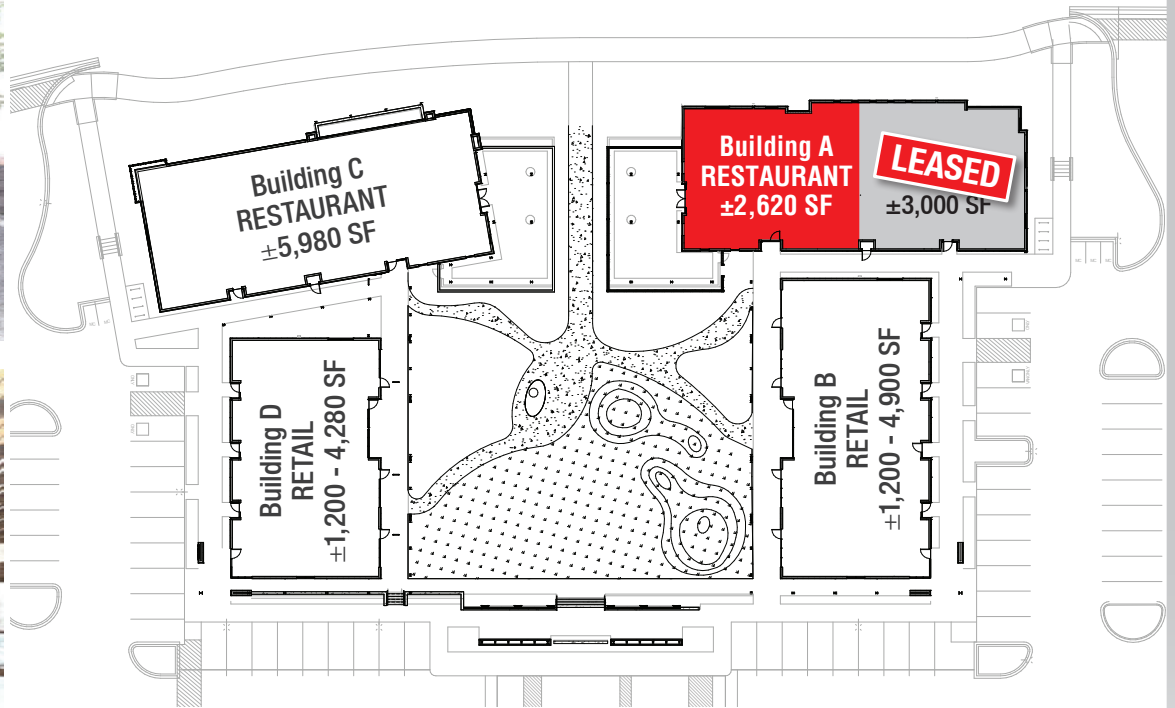 Building C
RESTAURANT
±5,980 SF
Building A
RESTAURANT
±2,620 SF
LEASED
±3,000 SF
Building D
RETAIL
±1,200 - 4,280 SF
Building B
RETAIL
±1,200 - 4,900 SF